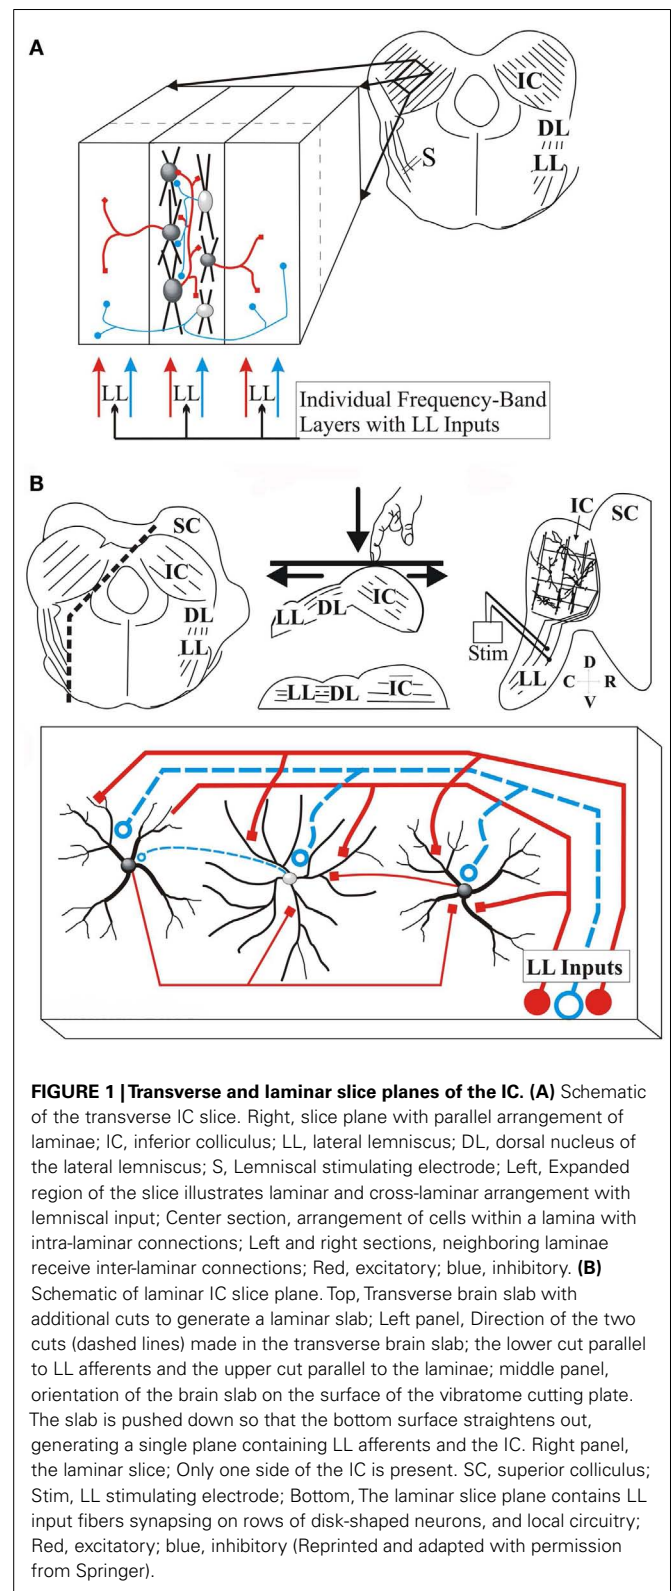 A
IC
DL
LL
S
LL
LL
LL
Individual Frequency-Band
Layers with LL Inputs
B
SC
IC
DL
LL
LL
DL
IC
LL
DL
IC
IC
SC
Stim
LL
D
C
R
V
LL Inputs
FIGURE 1 | Transverse and laminar slice planes of the IC. (A) Schematic
of the transverse IC slice. Right, slice plane with parallel arrangement of
laminae; IC, inferior colliculus; LL, lateral lemniscus; DL, dorsal nucleus of
the lateral lemniscus; S, Lemniscal stimulating electrode; Left, Expanded
region of the slice illustrates laminar and cross-laminar arrangement with
lemniscal input; Center section, arrangement of cells within a lamina with
intra-laminar connections; Left and right sections, neighboring laminae
receive inter-laminar connections; Red, excitatory; blue, inhibitory. (B)
Schematic of laminar IC slice plane. Top, Transverse brain slab with
additional cuts to generate a laminar slab; Left panel, Direction of the two
cuts (dashed lines) made in the transverse brain slab; the lower cut parallel
to LL afferents and the upper cut parallel to the laminae; middle panel,
orientation of the brain slab on the surface of the vibratome cutting plate.
The slab is pushed down so that the bottom surface straightens out,
generating a single plane containing LL afferents and the IC. Right panel,
the laminar slice; Only one side of the IC is present. SC, superior colliculus;
Stim, LL stimulating electrode; Bottom, The laminar slice plane contains LL
input fibers synapsing on rows of disk-shaped neurons, and local circuitry;
Red, excitatory; blue, inhibitory (Reprinted and adapted with permission
from Springer).